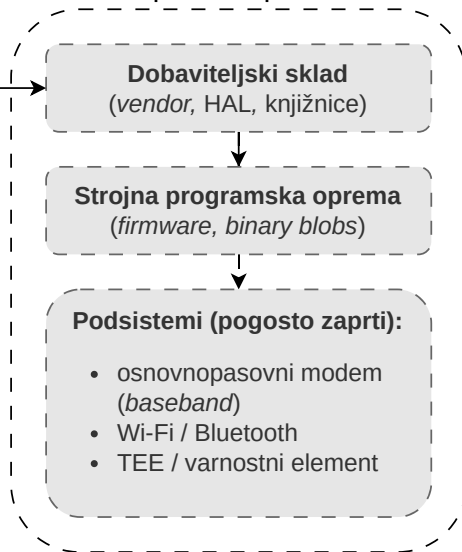 Dobaviteljski sklad
(vendor, HAL, knjižnice)
Strojna programska oprema
(firmware, binary blobs)
Podsistemi (pogosto zaprti):
• osnovnopasovni modem
(baseband)
• Wi-Fi / Bluetooth
• TEE / varnostni element